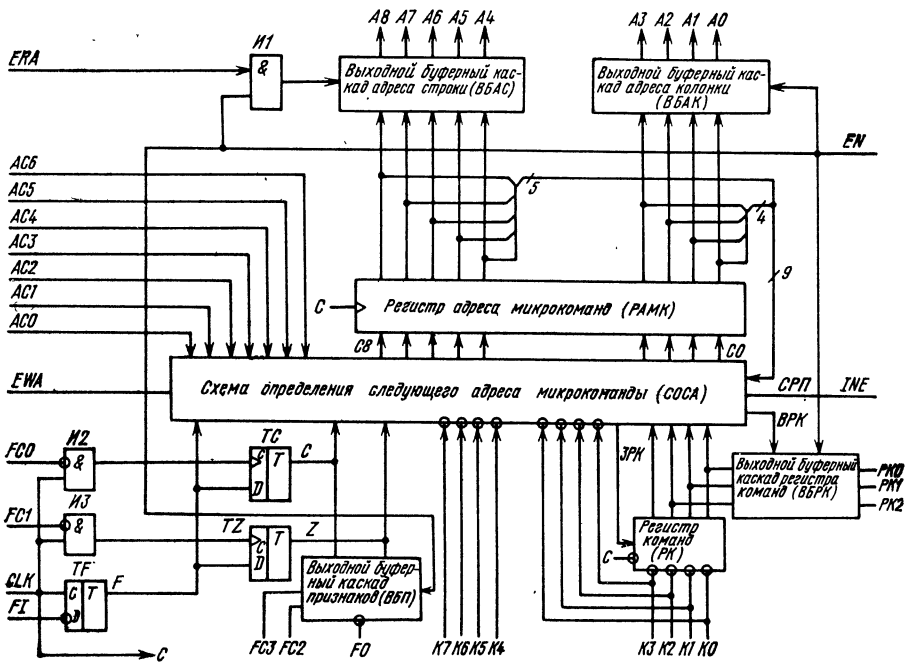 A8 A7 A6 A5 A4
A3 A2 A1 A0
ERA
И1
&
Выходной буферный кас-
кад адреса строки (ВБАС)
Выходной буферный кас-
кад адреса колонки
(ВБАК)
EN
AC6
AC5
AC4
AC3
AC2
AC1
AC0
5
4
9
C
Регистр адреса микрокоманд (РАМК)
C8
C0
EWA
Схема определения следующего адреса микрокоманды (СОСА)
СРП
INE
ВРК
FC0
И2
&
TC
C T
D
C
ЗРК
Выходной буферный
каскад регистра
команд (ВБРК)
PK0
PK1
PK2
FC1
И3
&
TZ
C T
D
Z
Регистр
команд
(РК)
C
CLK
TF
C T
D
F
FI
Выходной буфер-
ный каскад
признаков (ВБП)
C
FC3 FC2
F0
K7 K6 K5 K4
K3 K2 K1 K0